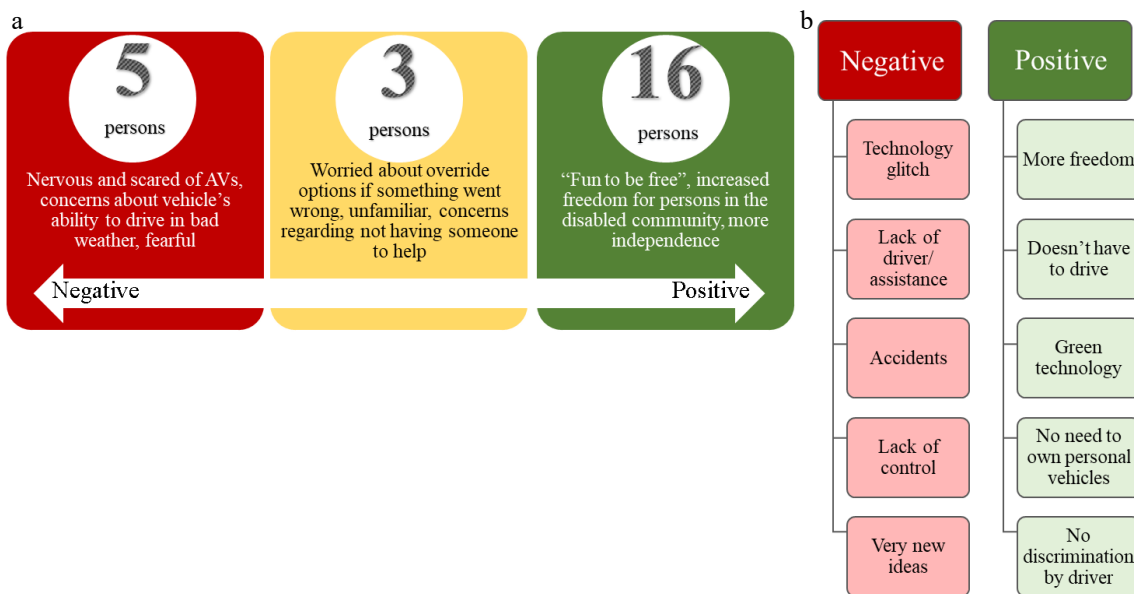 a
5
persons
Nervous and scared of AVs,
concerns about vehicle’s
ability to drive in bad
weather, fearful
3
persons
Worried about override
options if something went
wrong, unfamiliar, concerns
regarding not having someone
to help
16
persons
“Fun to be free”, increased
freedom for persons in the
disabled community, more
independence
Negative
Positive
b
Negative
Technology
glitch
Lack of
driver/
assistance
Accidents
Lack of
control
Very new
ideas
Positive
More freedom
Doesn’t have
to drive
Green
technology
No need to
own personal
vehicles
No
discrimination
by driver